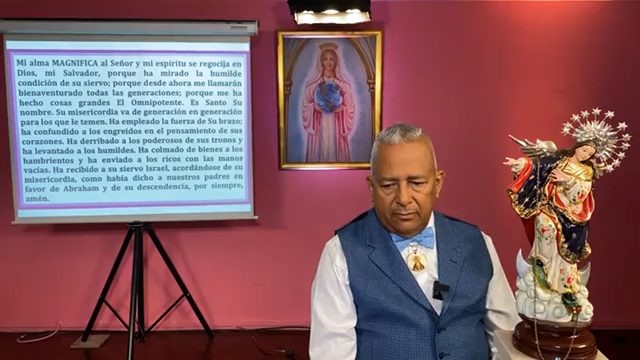 Mi alma MAGNIFICA al Señor y mi espíritu se regocija en
Dios, mi Salvador, porque ha mirado la humilde
condición de su siervo; porque desde ahora me llamarán
bienaventurado todas las generaciones; porque me ha
hecho cosas grandes El Omnipotente. Es Santo Su
nombre. Su misericordia va de generación en generación
para los que le temen. Ha empleado la fuerza de Su brazo;
ha confundido a los engreídos en el pensamiento de sus
corazones. Ha derribado a los poderosos de sus tronos y
ha levantado a los humildes. Ha colmado de bienes a los
hambrientos y ha enviado a los ricos con las manos
vacías. Ha recibido a su siervo Israel, acordándose de su
misericordia, como había dicho a nuestros padres en
favor de Abraham y de su descendencia, por siempre,
amén.